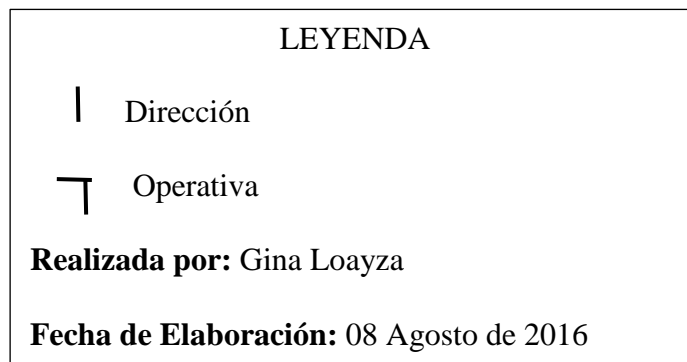 LEYENDA
Dirección
Operativa
Realizada por: Gina Loayza
Fecha de Elaboración: 08 Agosto de 2016